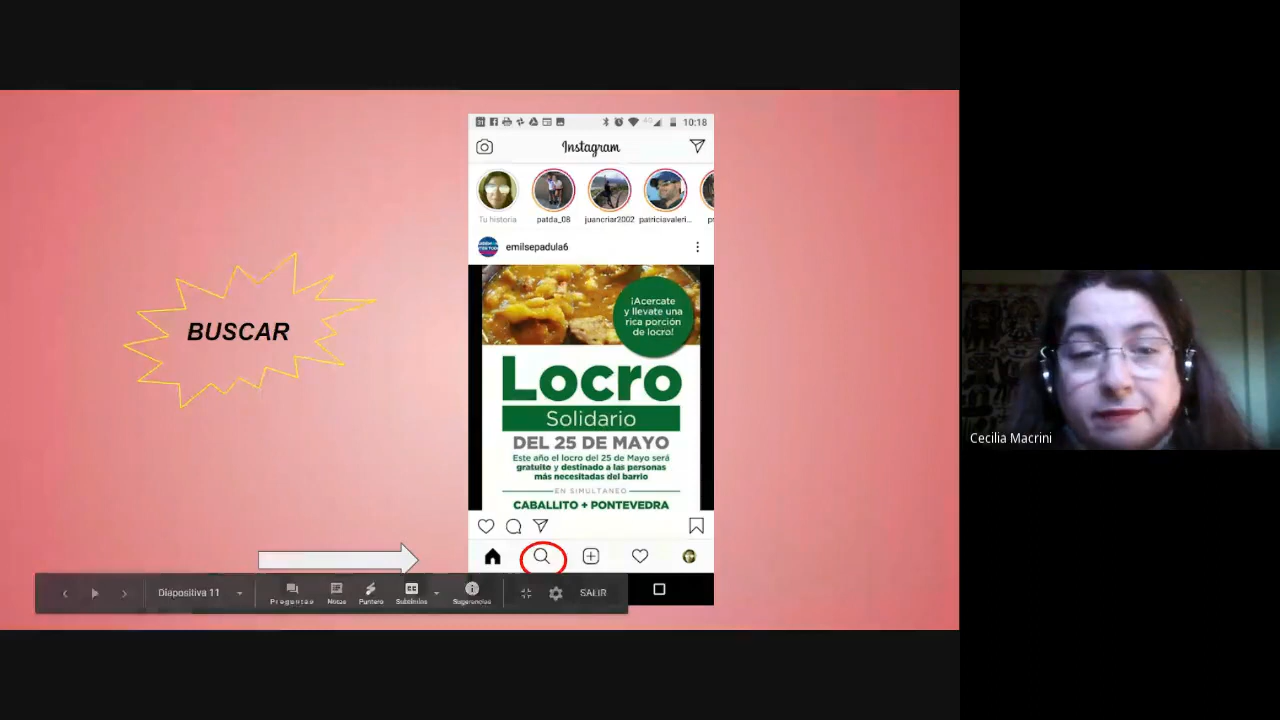 BUSCAR
10:18
Instagram
Tu historia
patda_08
juancriar2002
patriciavaleri...
emilsepadula6
¡Acercate
y llevate una
rica porción
de locro!
Locro
Solidario
DEL 25 DE MAYO
Este año el locro del 25 de Mayo será
gratuito y destinado a las personas
más necesitadas del barrio
EN SIMULTANEO
CABALLITO + PONTEVEDRA
Diapositiva 11
Preguntas
Notas
Puntero
Subtítulos
Sugerencias
SALIR
Cecilia Macrini